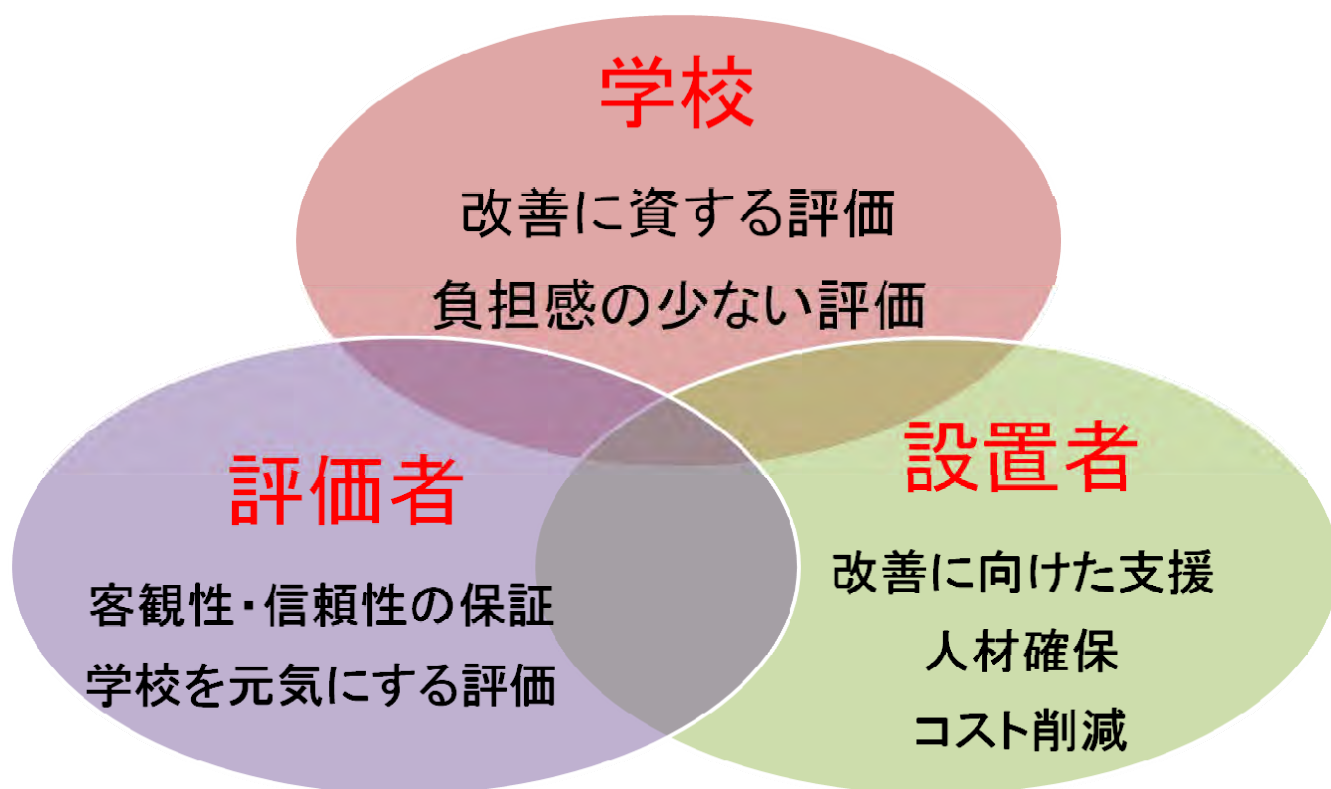 学校
改善に資する評価
負担感の少ない評価
評価者
客観性・信頼性の保証
学校を元気にする評価
設置者
改善に向けた支援
人材確保
コスト削減